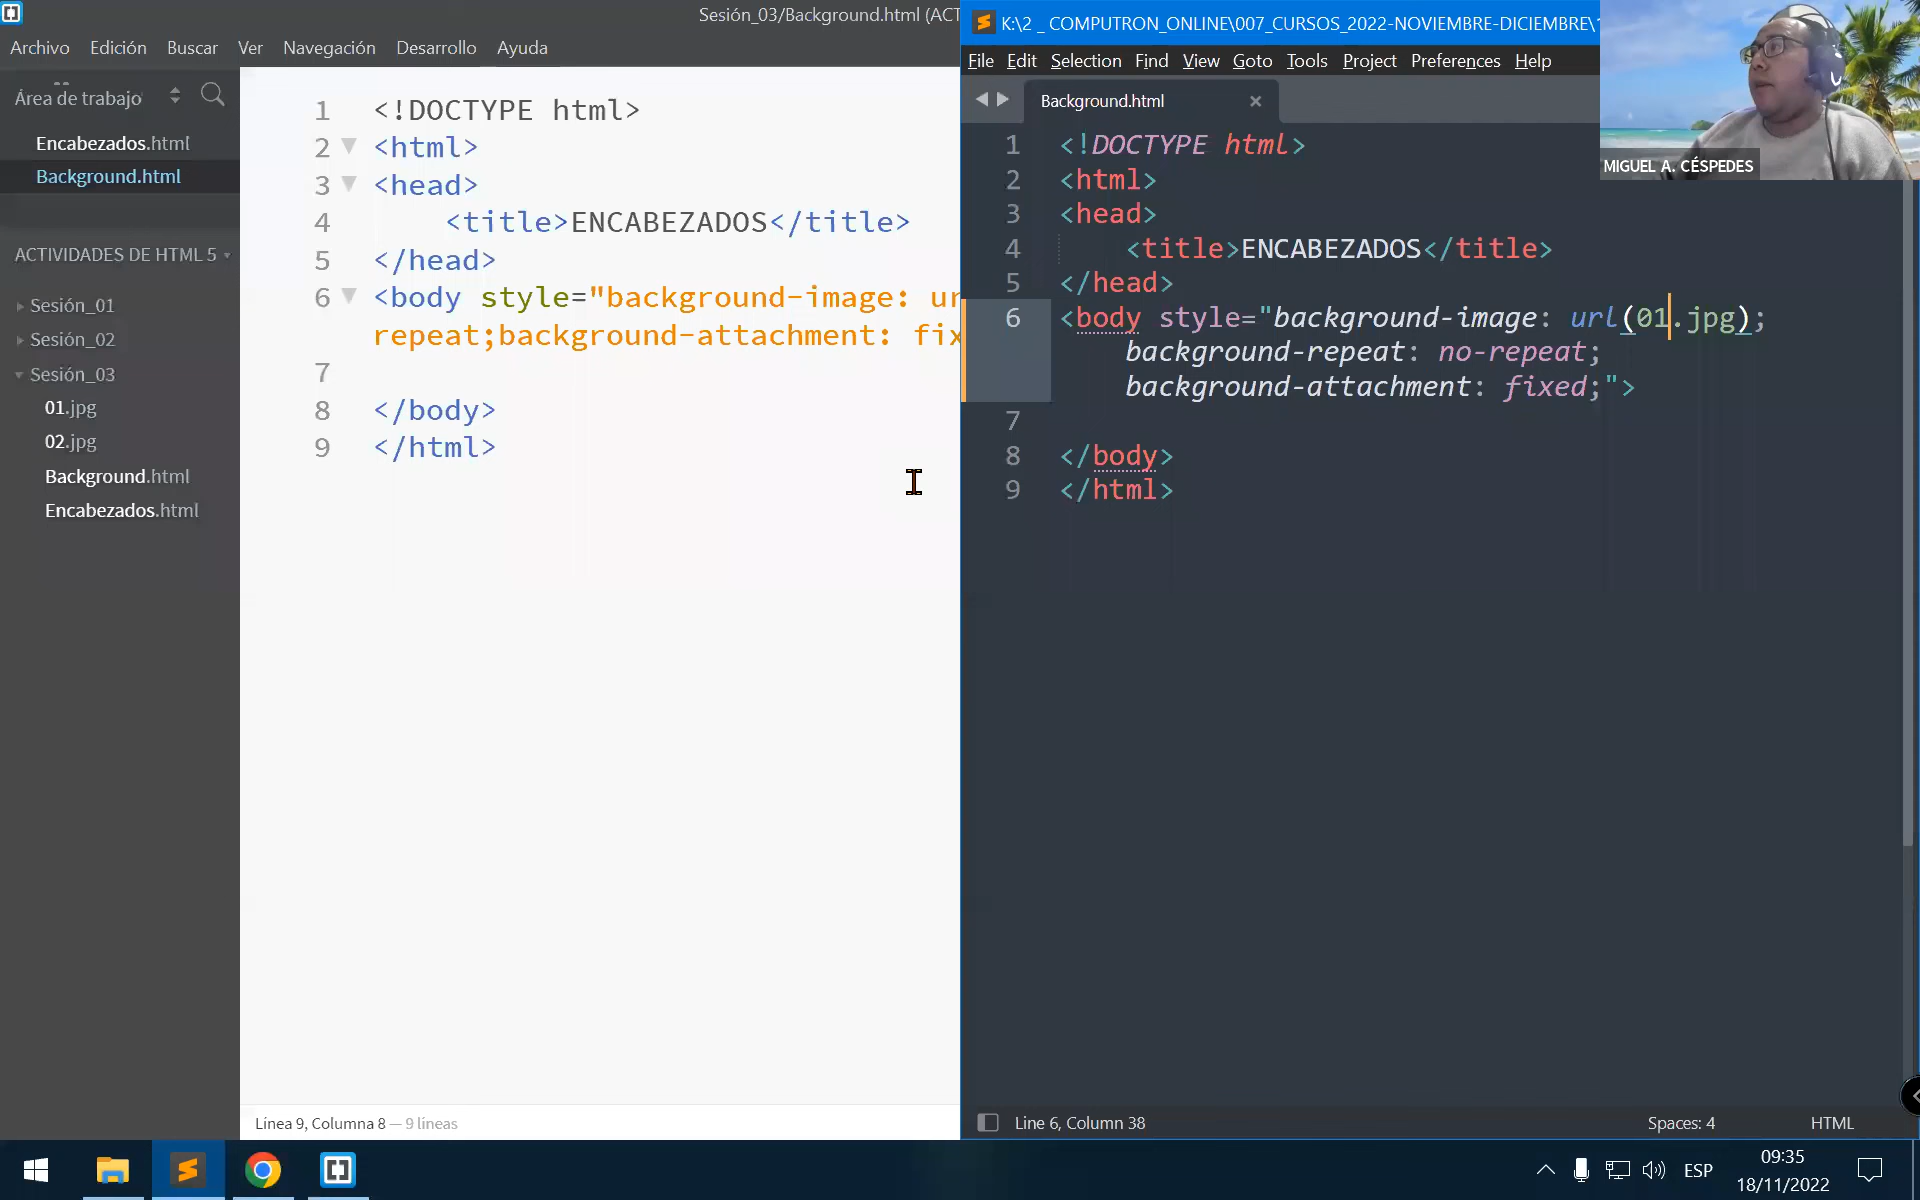 Sesión_03/Background.html (ACT
Archivo Edición Buscar Ver Navegación Desarrollo Ayuda
Área de trabajo
Encabezados.html
Background.html
ACTIVIDADES DE HTML 5
Sesión_01
Sesión_02
Sesión_03
01.jpg
02.jpg
Background.html
Encabezados.html
1 <!DOCTYPE html>
2 <html>
3 <head>
4 <title>ENCABEZADOS</title>
5 </head>
6 <body style="background-image: ur
repeat;background-attachment: fix
7
8 </body>
9 </html>
Línea 9, Columna 8 — 9 líneas
K:\2 _ COMPUTRON_ONLINE\007_CURSOS_2022-NOVIEMBRE-DICIEMBRE\1
File Edit Selection Find View Goto Tools Project Preferences Help
Background.html
1 <!DOCTYPE html>
2 <html>
3 <head>
4 <title>ENCABEZADOS</title>
5 </head>
6 <body style="background-image: url(01.jpg);
background-repeat: no-repeat;
background-attachment: fixed;">
7
8 </body>
9 </html>
Line 6, Column 38 Spaces: 4 HTML
MIGUEL A. CÉSPEDES
ESP
09:35
18/11/2022